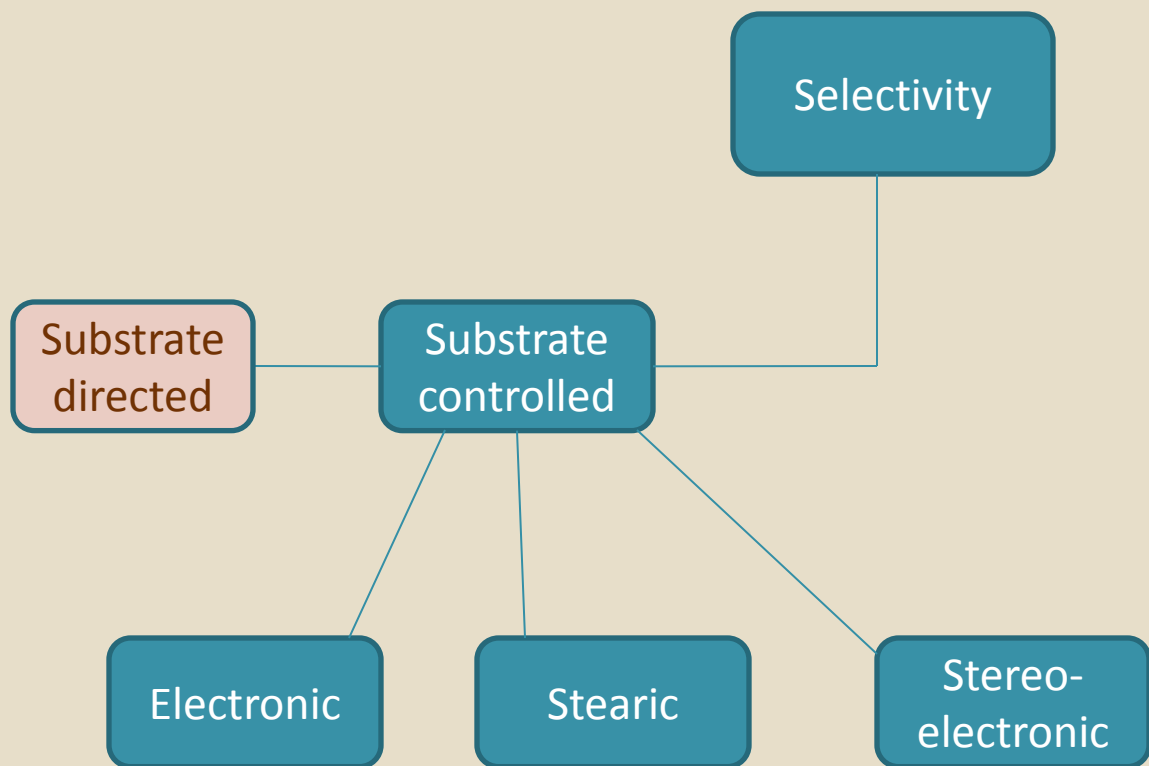 Selectivity
Substrate
directed
Substrate
controlled
Electronic
Stearic
Stereo-
electronic